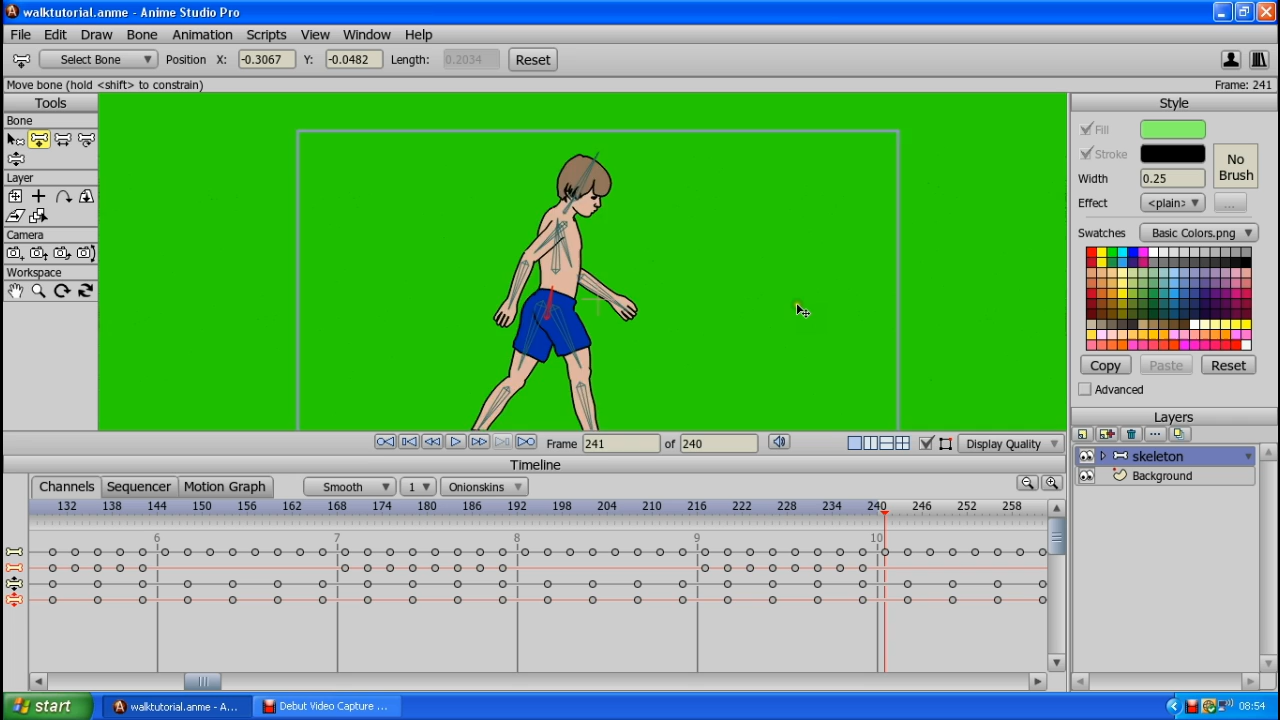 walktutorial.anme - Anime Studio Pro
File Edit Draw Bone Animation Scripts View Window Help
Select Bone Position X: -0.3067 Y: -0.0482 Length: 0.2034 Reset
Move bone (hold <shift> to constrain) Frame: 241
Tools
Bone
Layer
Camera
Workspace
Style
Fill
Stroke
No Brush
Width 0.25
Effect <plain> ...
Swatches Basic Colors.png
Copy Paste Reset
Advanced
Layers
skeleton
Background
Frame 241 of 240 Display Quality
Timeline
Channels Sequencer Motion Graph Smooth 1 Onionskins
132 138 144 150 156 162 168 174 180 186 192 198 204 210 216 222 228 234 240 246 252 258
6 7 8 9 10
start walktutorial.anme - A... Debut Video Capture ... 08:54